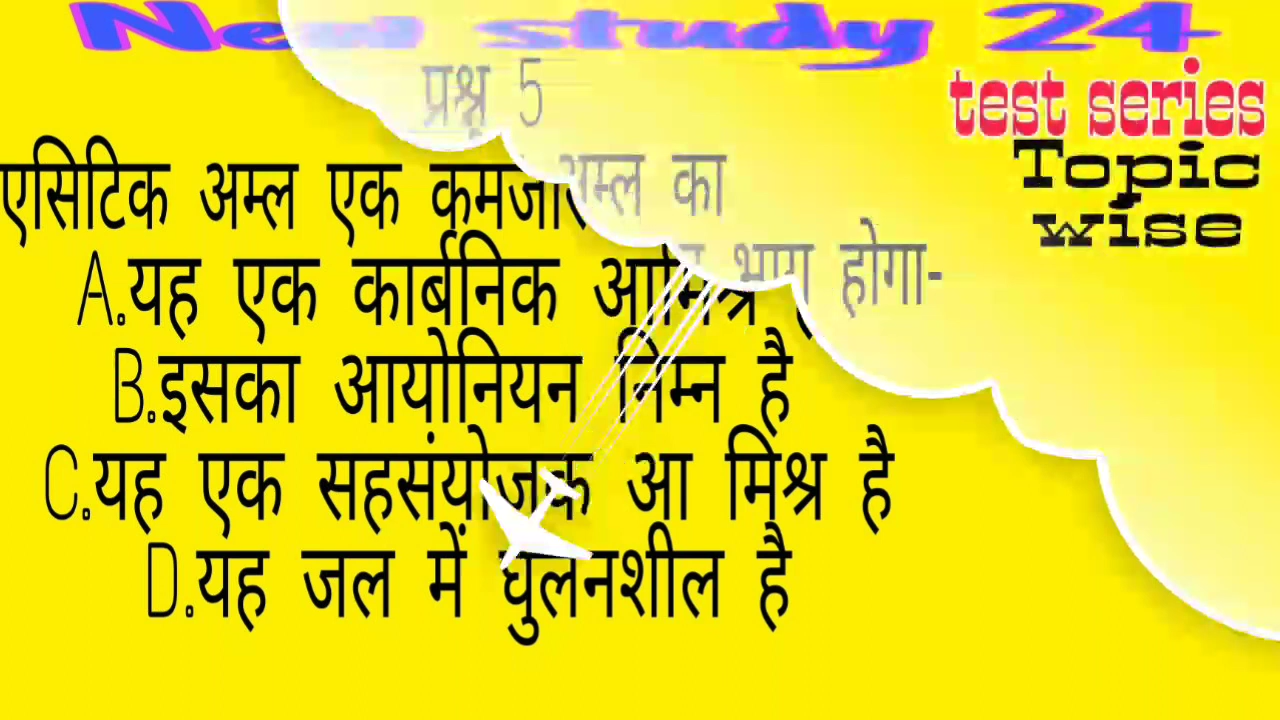 New study 24
test series
Topic
wise
प्रश्न 5
एसिटिक अम्ल एक अम्ल का
भाग होगा-
A.यह एक कार्बनिक
B.इसका आयोनियन निम्न है
C.यह एक सहसंयोजक आ मिश्र है
D.यह जल में घुलनशील है